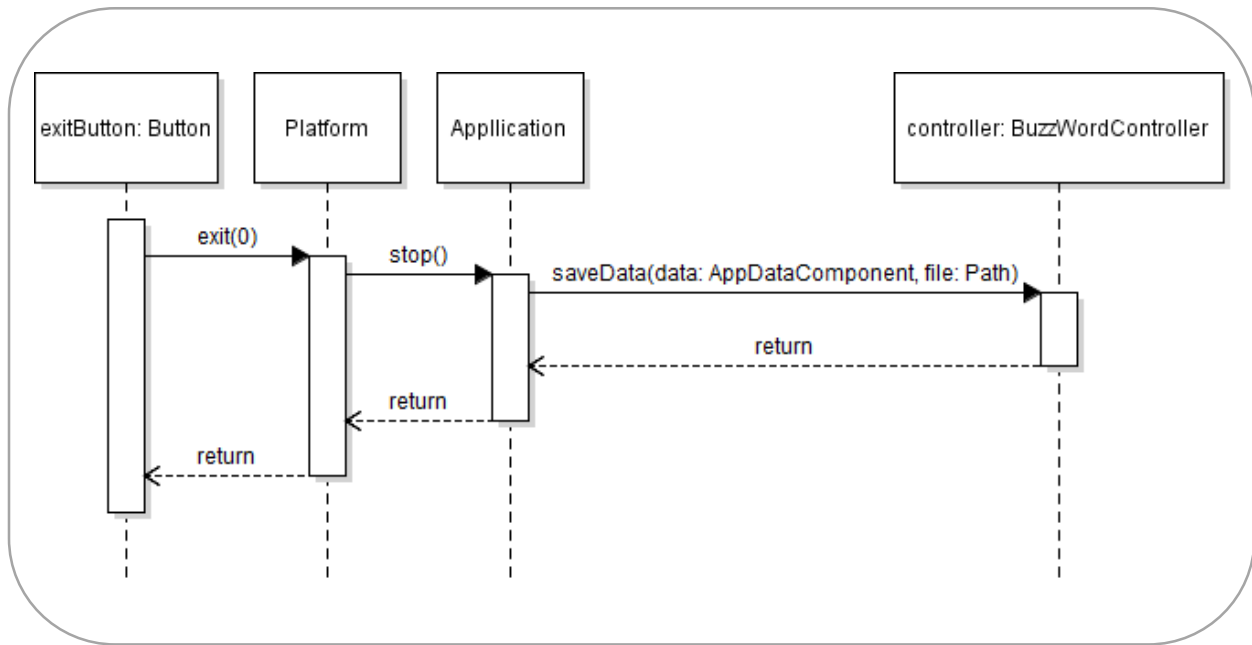 exitButton: Button
Platform
Appllication
controller: BuzzWordController
exit(0)
stop()
saveData(data: AppDataComponent, file: Path)
return
return
return